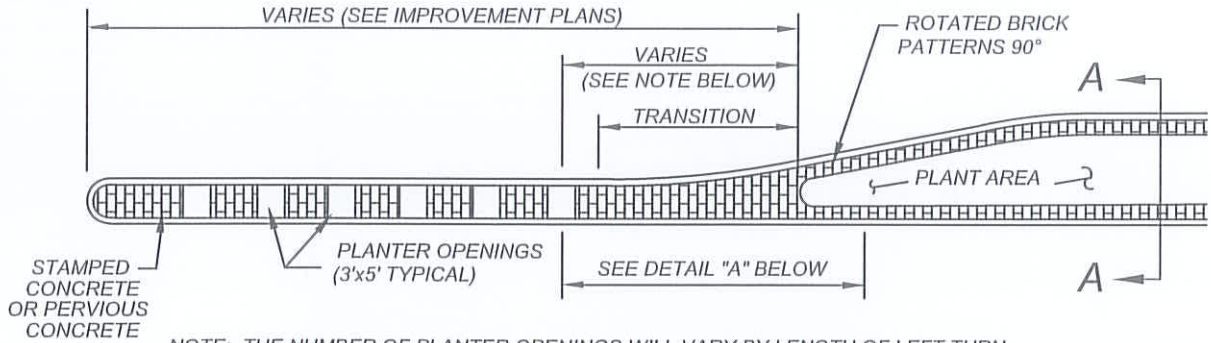 VARIES (SEE IMPROVEMENT PLANS)
ROTATED BRICK
PATTERNS 90°
VARIES
(SEE NOTE BELOW)
TRANSITION
A
PLANT AREA
STAMPED
CONCRETE
OR PERVIOUS
CONCRETE
PLANTER OPENINGS
(3'x5' TYPICAL)
SEE DETAIL "A" BELOW
A
NOTE: THE NUMBER OF PLANTER OPENINGS WILL VARY BY LENGTH OF LEFT TURN